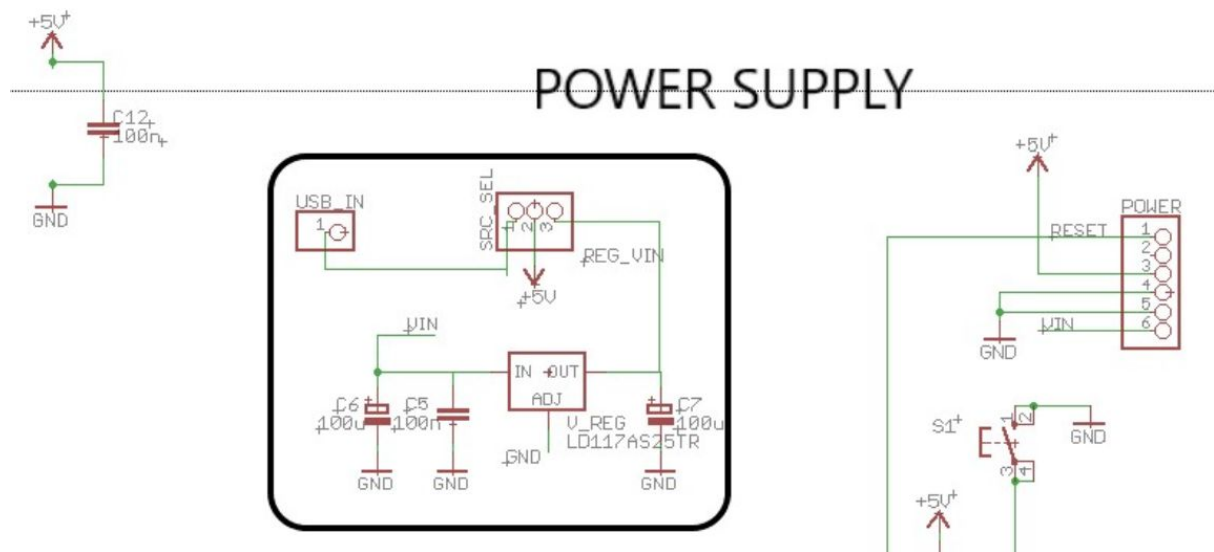 +5V
POWER SUPPLY
C12
100n
GND
USB_IN
1
SRC_SEL
1 2 3
REG_VIN
+5V
VIN
IN OUT
ADJ
C6
100u
C5
100n
V_REG
LD117AS25TR
GND
C7
100u
GND
GND
GND
+5V
POWER
RESET
1
2
3
4
5
6
VIN
GND
S1
1
2
3
4
GND
+5V